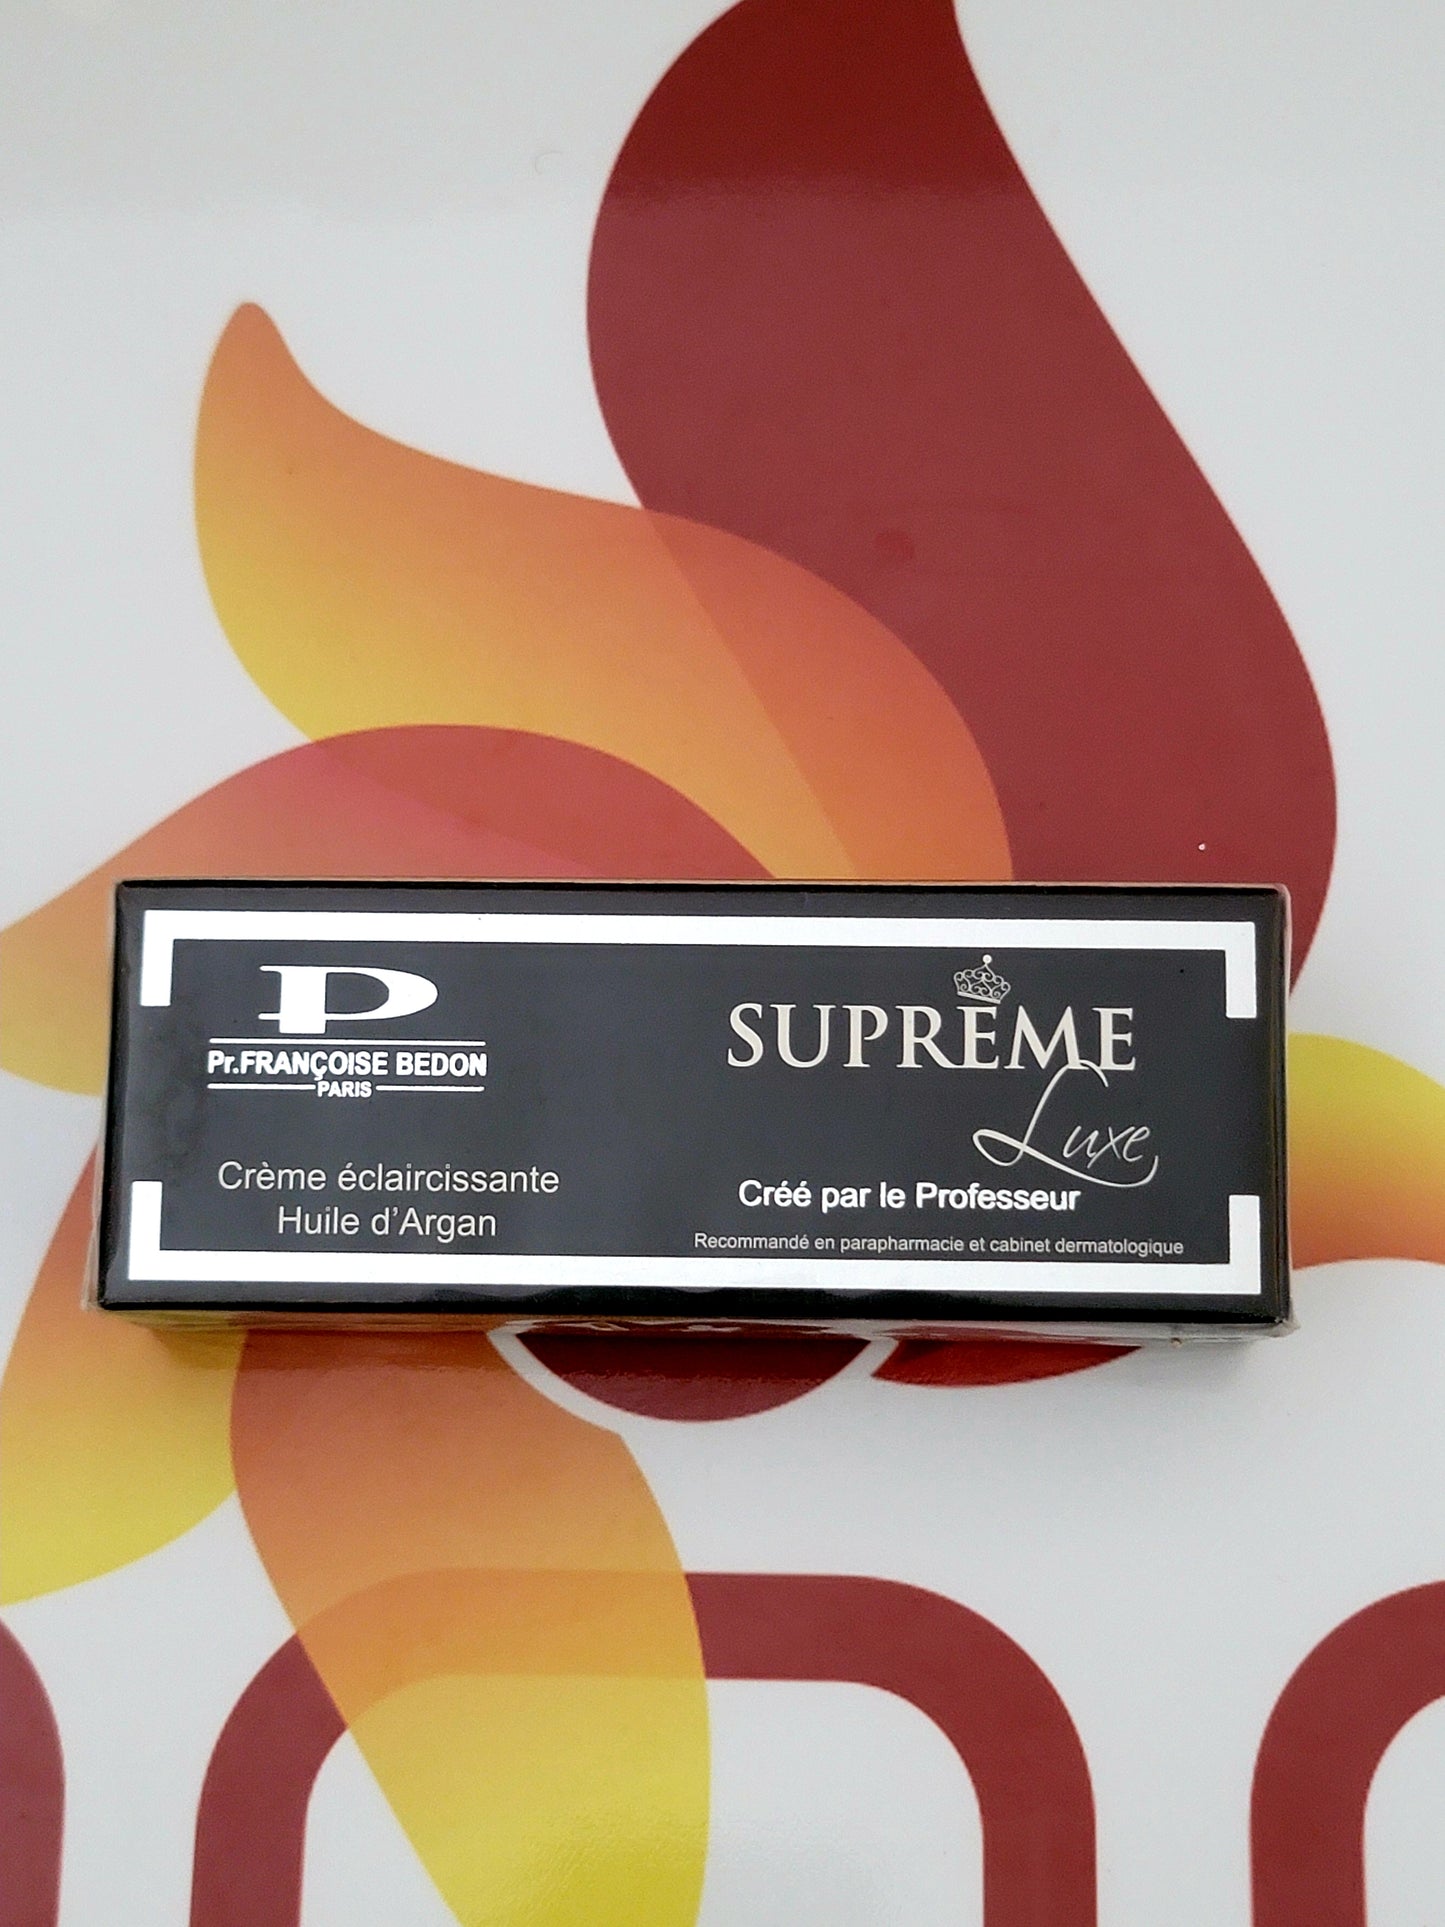 P
Pr.FRANÇOISE BEDON
PARIS
Crème éclaircissante
Huile d'Argan
SUPRÈME
Luxe
Créé par le Professeur
Recommandé en parapharmacie et cabinet dermatologique